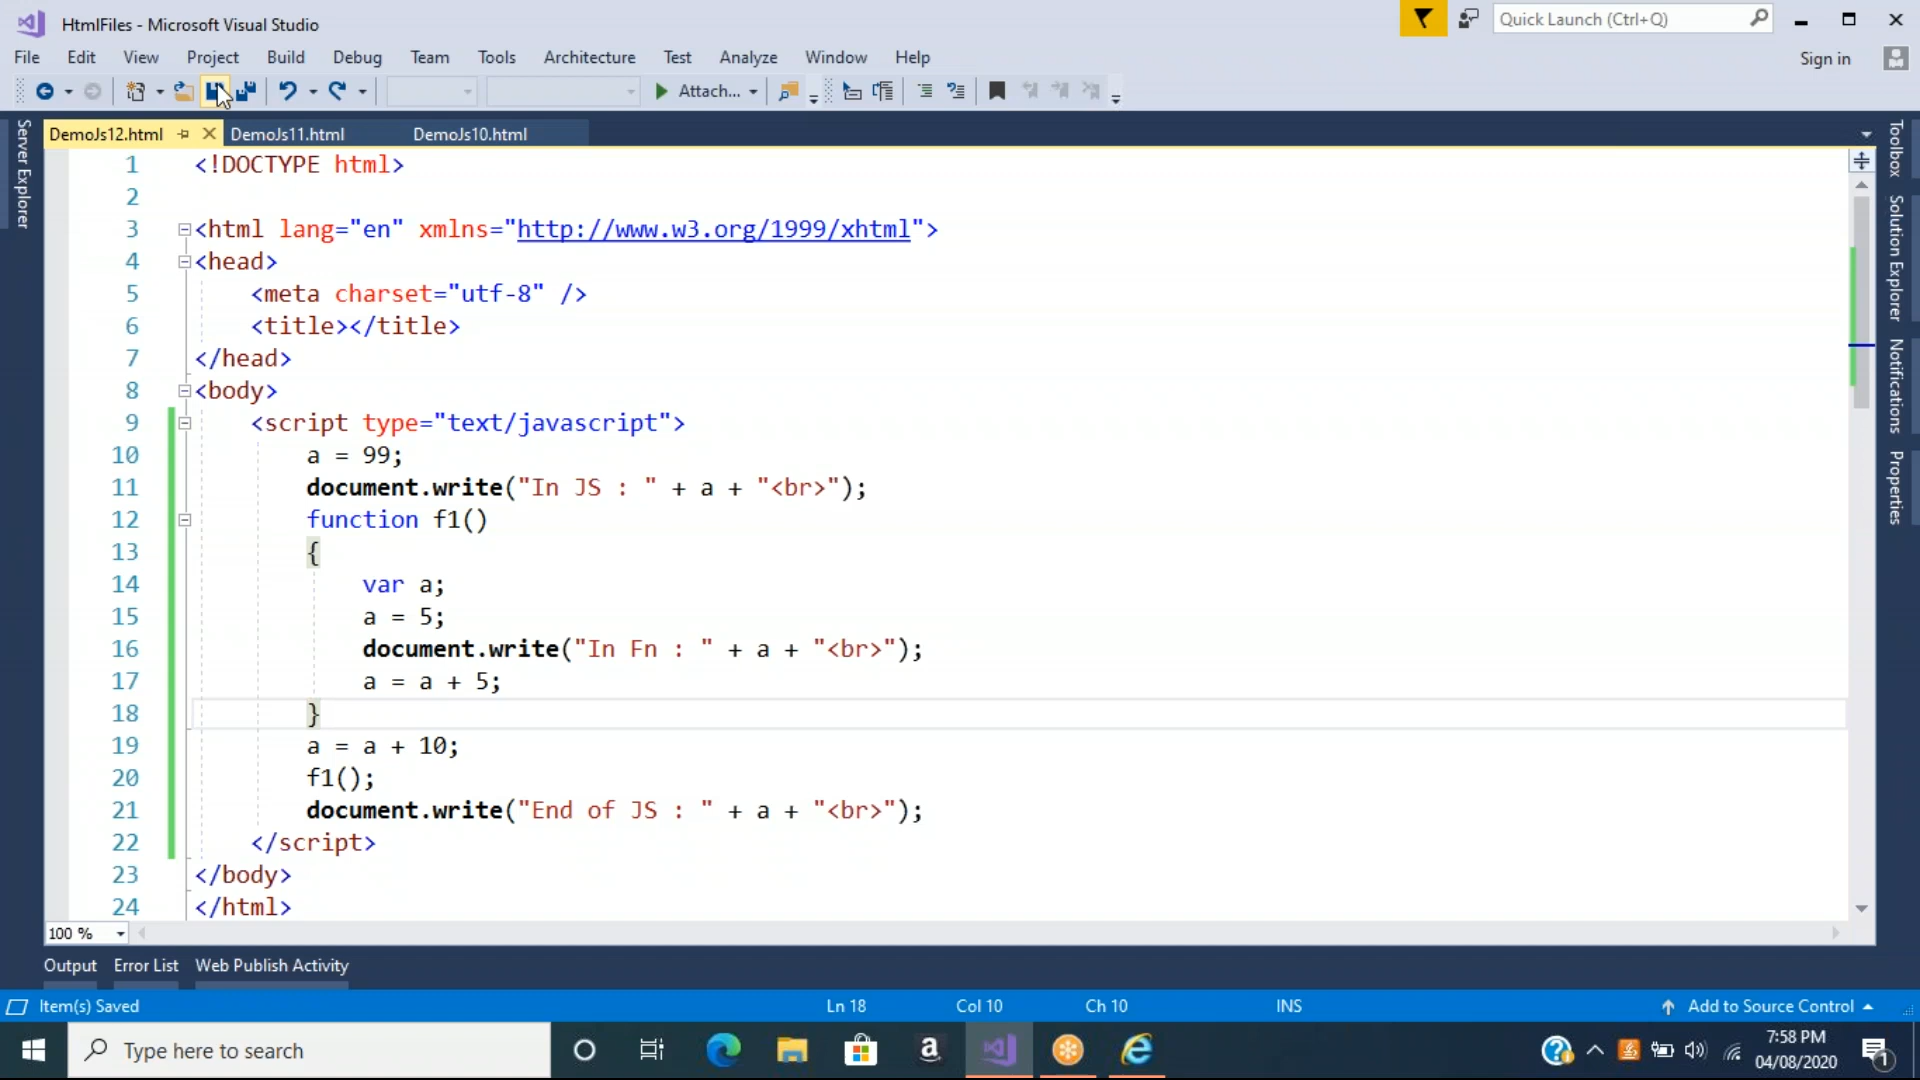 HtmlFiles - Microsoft Visual Studio
Quick Launch (Ctrl+Q)
File Edit View Project Build Debug Team Tools Architecture Test Analyze Window Help
Sign in
Attach...
DemoJs12.html DemoJs11.html DemoJs10.html
Server Explorer
Toolbox
Solution Explorer
Notifications
Properties
1 <!DOCTYPE html>
2
3 <html lang="en" xmlns="http://www.w3.org/1999/xhtml">
4 <head>
5 <meta charset="utf-8" />
6 <title></title>
7 </head>
8 <body>
9 <script type="text/javascript">
10 a = 99;
11 document.write("In JS : " + a + "<br>");
12 function f1()
13 {
14 var a;
15 a = 5;
16 document.write("In Fn : " + a + "<br>");
17 a = a + 5;
18 }
19 a = a + 10;
20 f1();
21 document.write("End of JS : " + a + "<br>");
22 </script>
23 </body>
24 </html>
100 %
Output Error List Web Publish Activity
Item(s) Saved Ln 18 Col 10 Ch 10 INS Add to Source Control
Type here to search
7:58 PM
04/08/2020
1